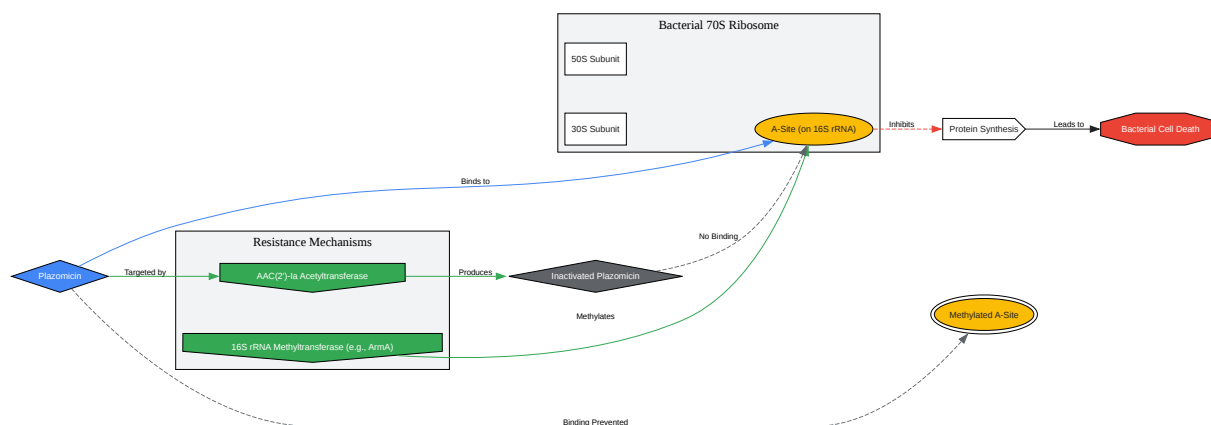 Bacterial 70S Ribosome
50S Subunit
30S Subunit
A-Site (on 16S rRNA)
Inhibits
Protein Synthesis
Leads to
Bacterial Cell Death
Binds to
Resistance Mechanisms
No Binding
Plazomicin
Targeted by
AAC(2')-Ia Acetyltransferase
Produces
Inactivated Plazomicin
Methylates
Methylated A-Site
16S rRNA Methyltransferase (e.g., ArmA)
Binding Prevented